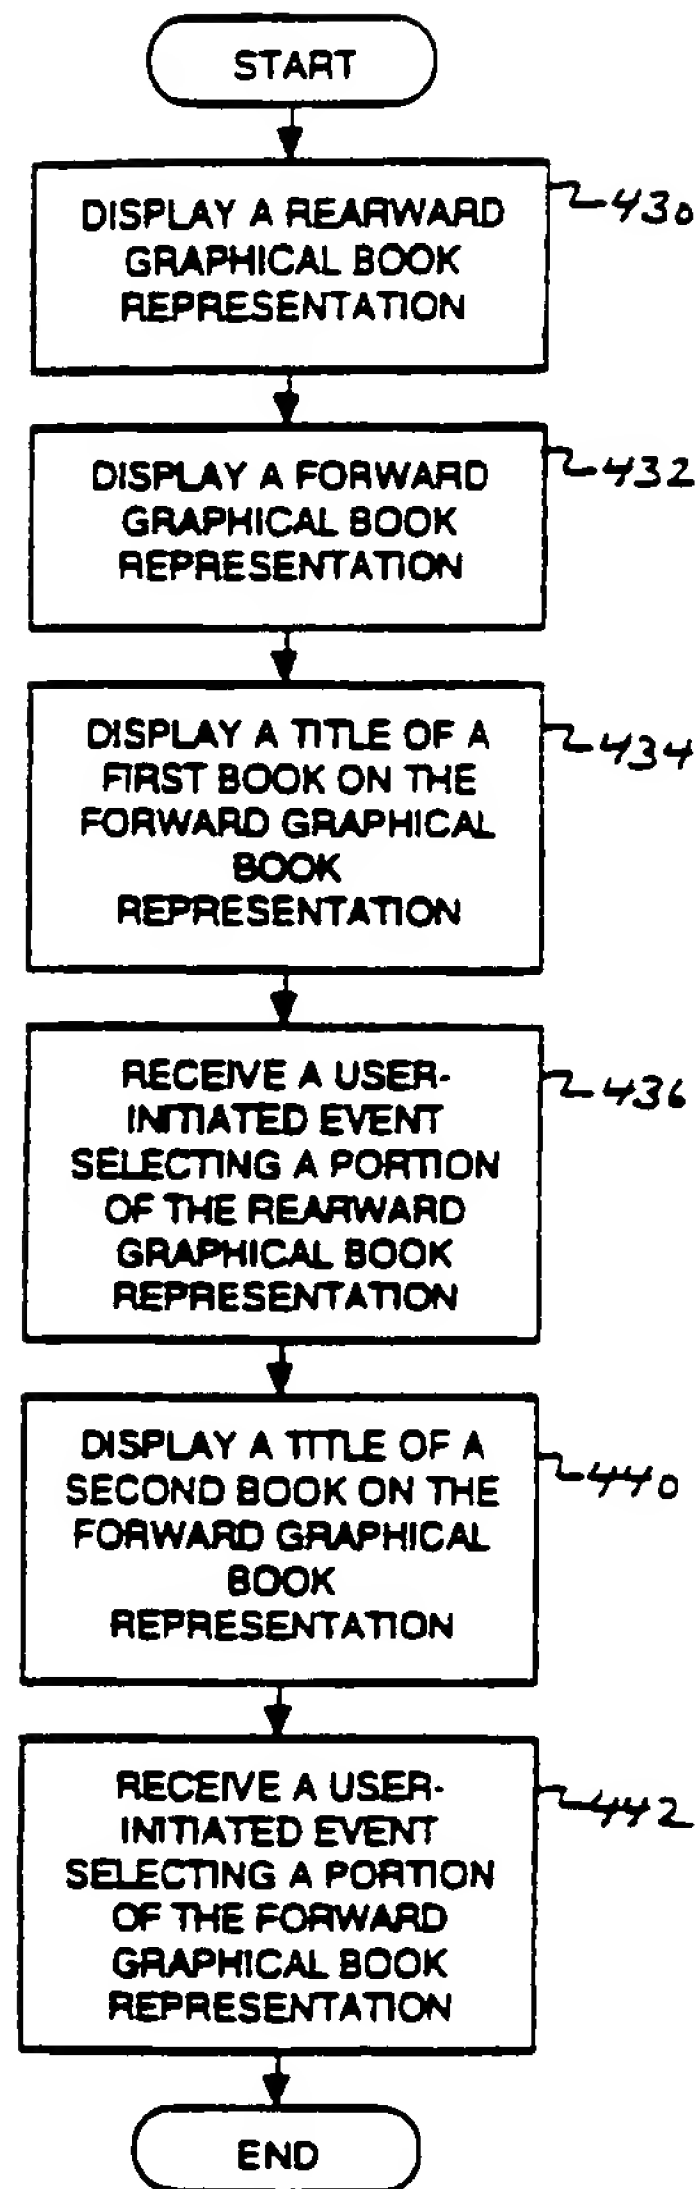 START
DISPLAY A REARWARD
GRAPHICAL BOOK
REPRESENTATION
430
DISPLAY A FORWARD
GRAPHICAL BOOK
REPRESENTATION
432
DISPLAY A TITLE OF A
FIRST BOOK ON THE
FORWARD GRAPHICAL
BOOK
REPRESENTATION
434
RECEIVE A USER-
INITIATED EVENT
SELECTING A PORTION
OF THE REARWARD
GRAPHICAL BOOK
REPRESENTATION
436
DISPLAY A TITLE OF A
SECOND BOOK ON THE
FORWARD GRAPHICAL
BOOK
REPRESENTATION
440
RECEIVE A USER-
INITIATED EVENT
SELECTING A PORTION
OF THE FORWARD
GRAPHICAL BOOK
REPRESENTATION
442
END